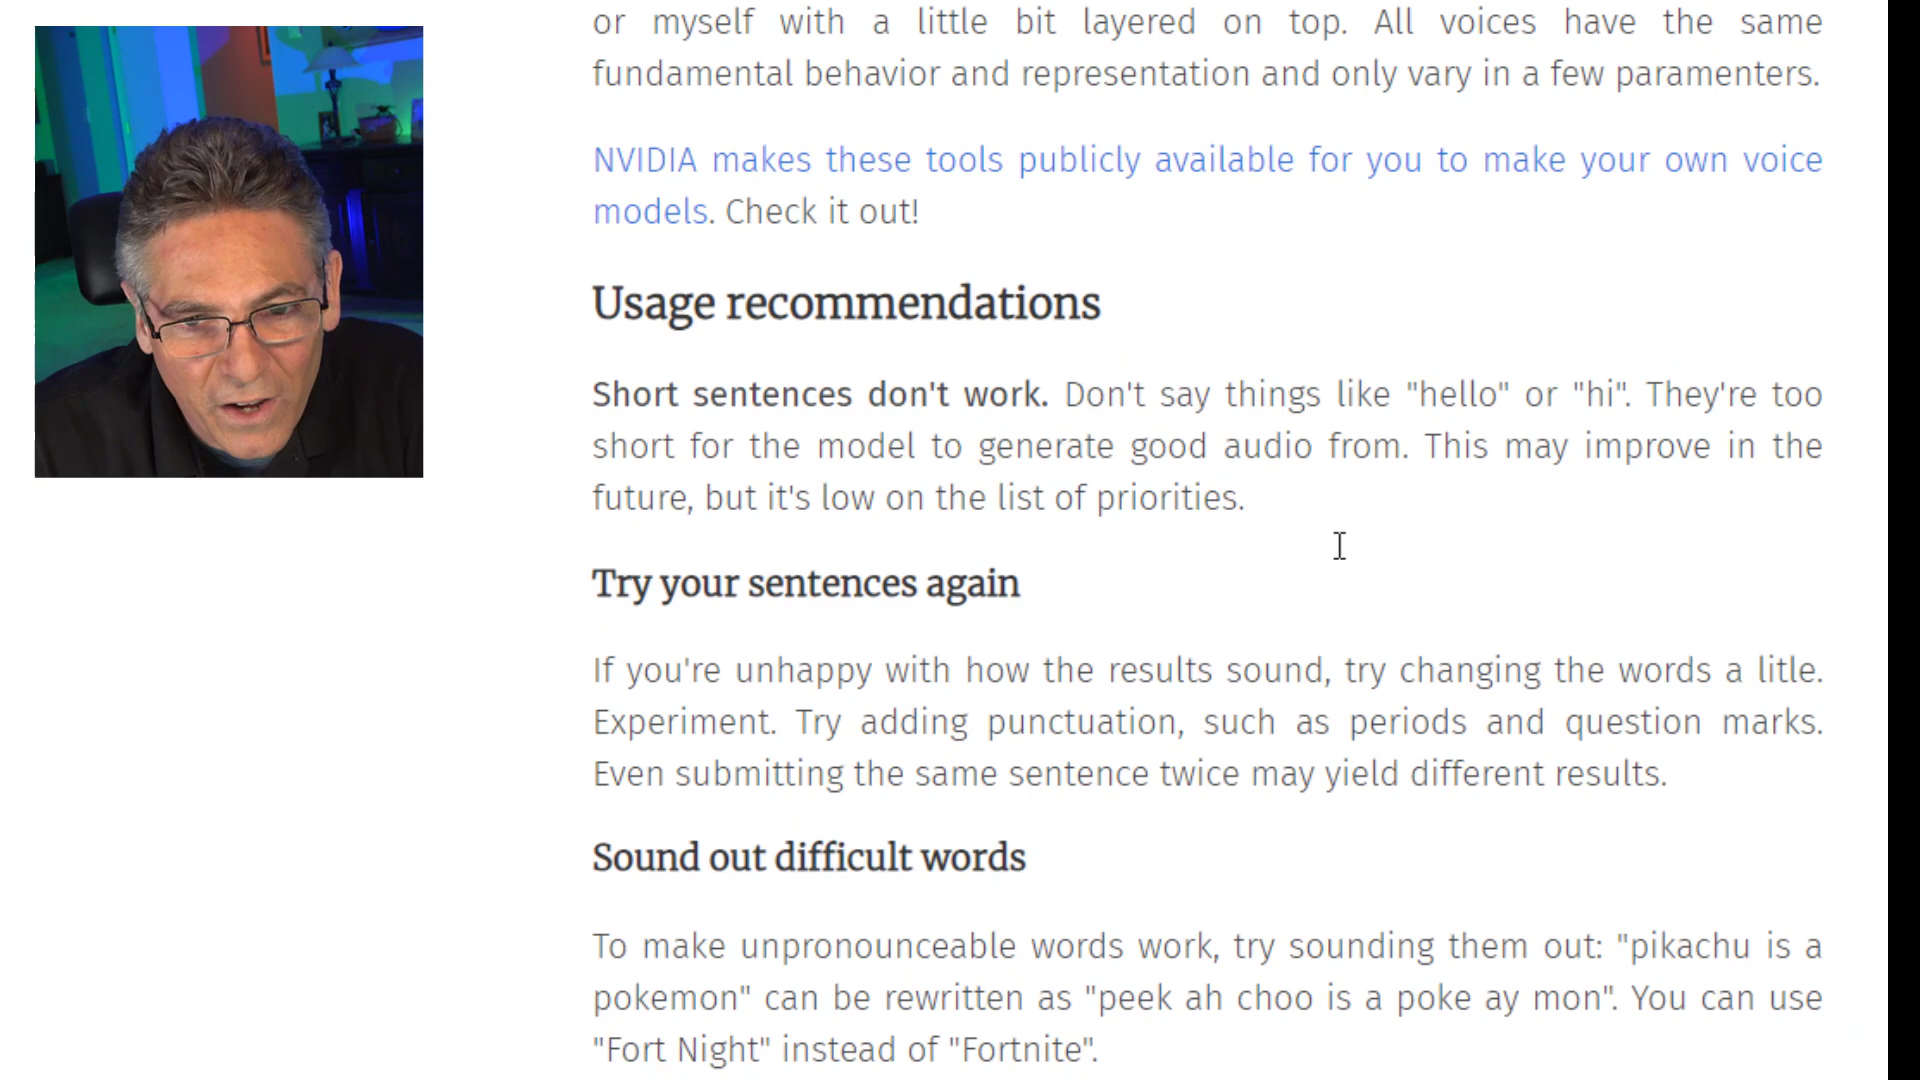 or myself with a little bit layered on top. All voices have the same
fundamental behavior and representation and only vary in a few paramenters.
NVIDIA makes these tools publicly available for you to make your own voice
models. Check it out!
Usage recommendations
Short sentences don't work. Don't say things like "hello" or "hi". They're too
short for the model to generate good audio from. This may improve in the
future, but it's low on the list of priorities.
Try your sentences again
If you're unhappy with how the results sound, try changing the words a litle.
Experiment. Try adding punctuation, such as periods and question marks.
Even submitting the same sentence twice may yield different results.
Sound out difficult words
To make unpronounceable words work, try sounding them out: "pikachu is a
pokemon" can be rewritten as "peek ah choo is a poke ay mon". You can use
"Fort Night" instead of "Fortnite".